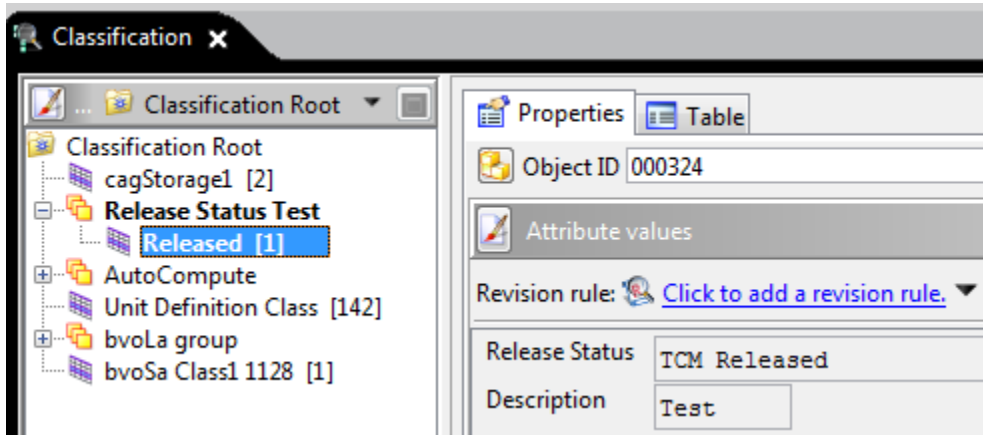 Classification
... Classification Root
Classification Root
cagStorage1 [2]
Release Status Test
Released [1]
AutoCompute
Unit Definition Class [142]
bvoLa group
bvoSa Class1 1128 [1]
Properties Table
Object ID 000324
Attribute values
Revision rule: Click to add a revision rule.
Release Status TCM Released
Description Test